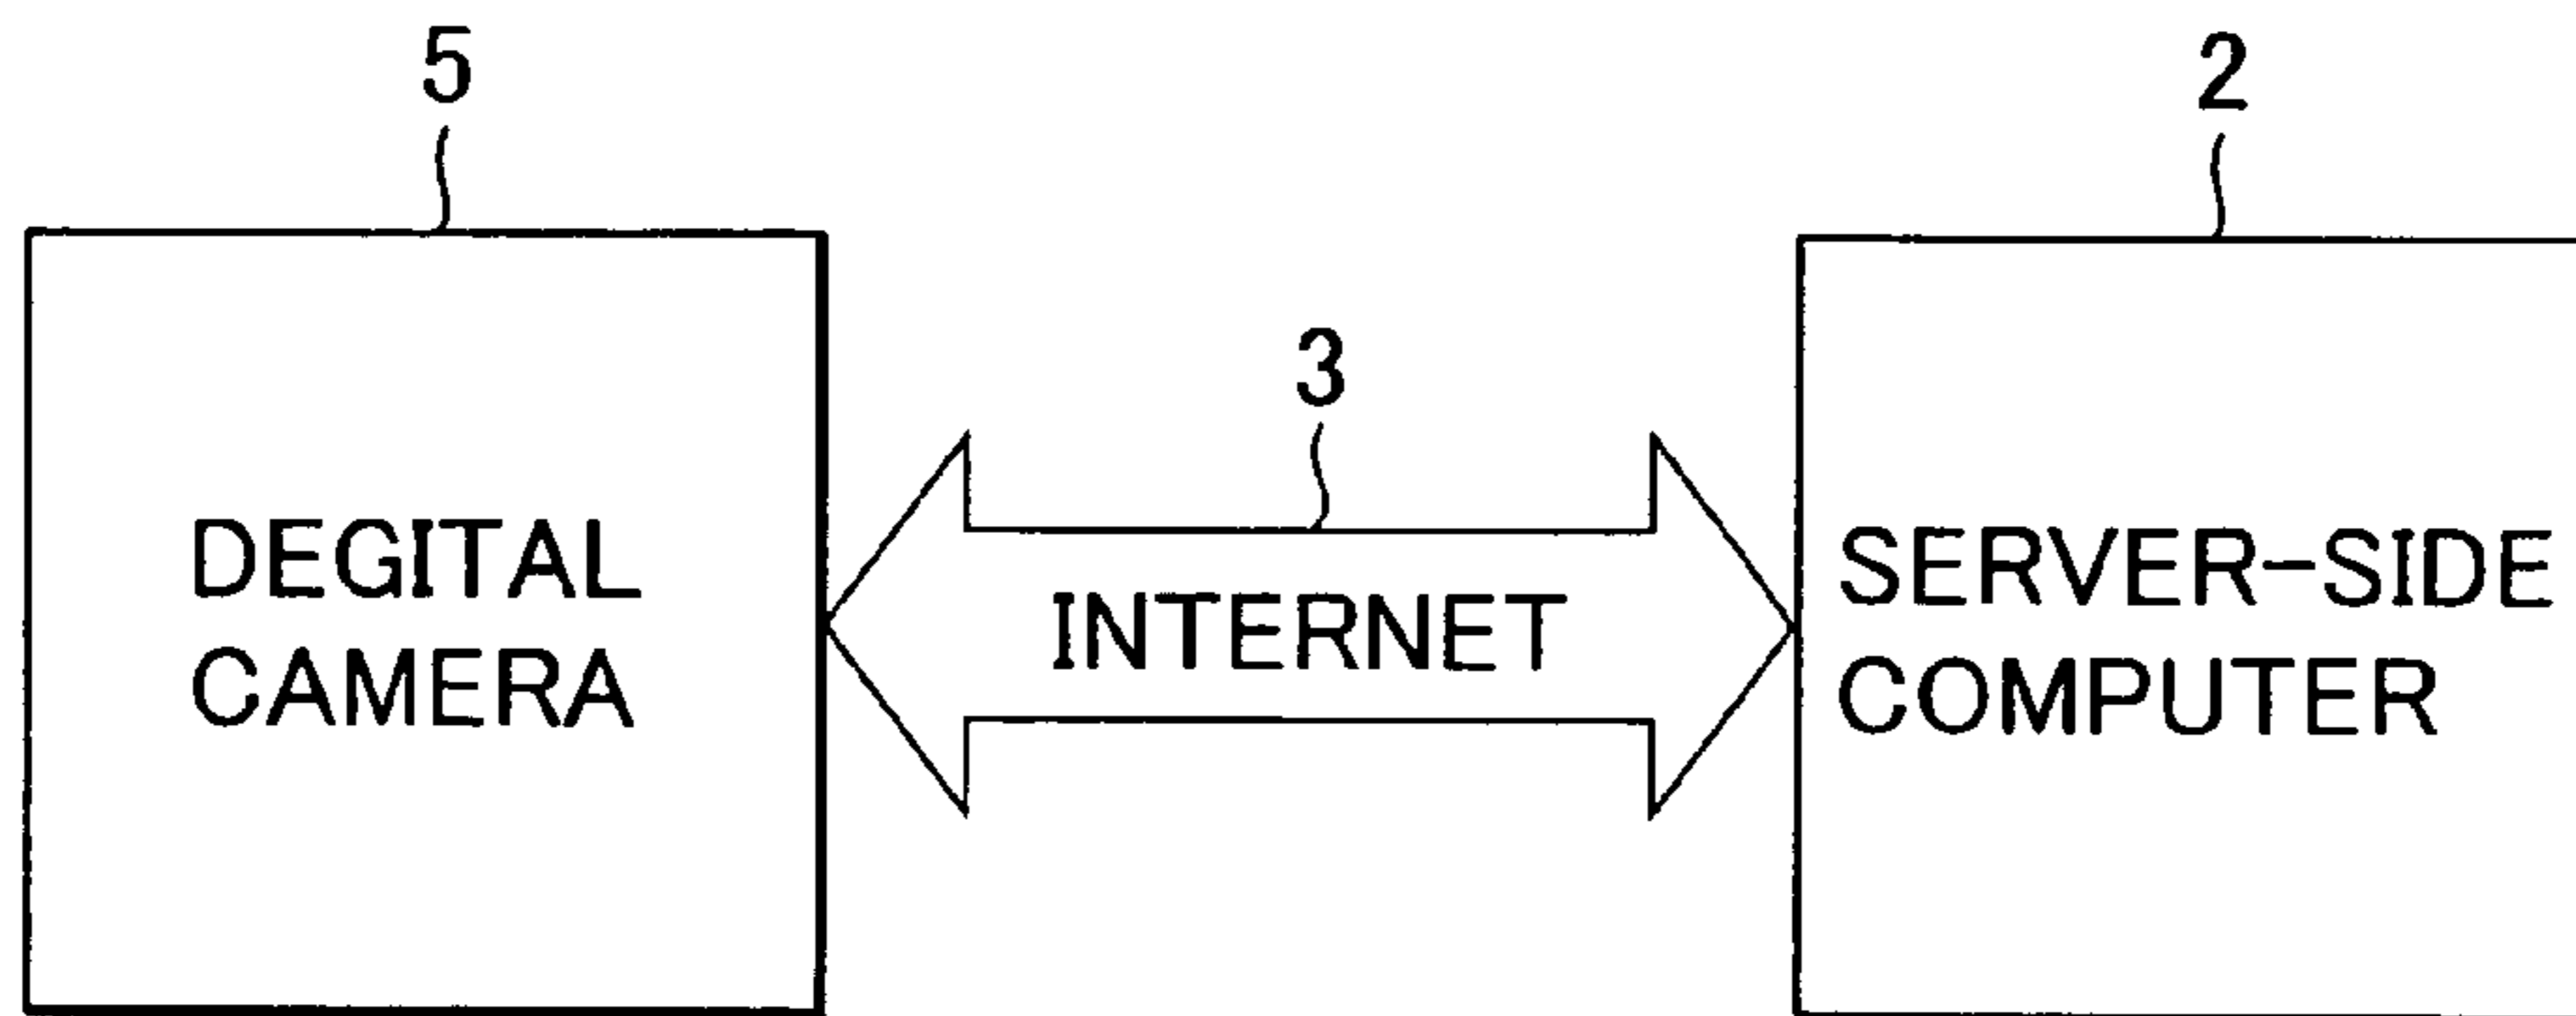 5
2
3
DEGITAL
CAMERA
INTERNET
SERVER-SIDE
COMPUTER